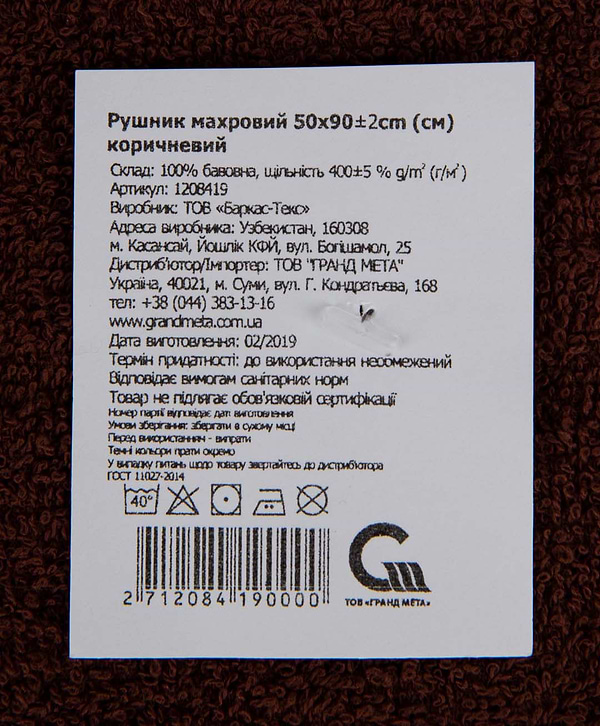 Рушник махровий 50x90±2cm (см)
коричневий
Склад: 100% бавовна, щільність 400±5 % g/m² (г/м²)
Артикул: 1208419
Виробник: ТОВ «Баркас-Текс»
Адреса виробника: Узбекистан, 160308
м. Касансай, Йошлік КФЙ, вул. Богішамол, 25
Дистриб'ютор/Імпортер: ТОВ "ГРАНД МЕТА"
Україна, 40021, м. Суми, вул. Г. Кондратьєва, 168
тел: +38 (044) 383-13-16
www.grandmeta.com.ua
Дата виготовлення: 02/2019
Термін придатності: до використання необмежений
Відповідає вимогам санітарних норм
Товар не підлягає обов'язковій сертифікації
Номер партії відповідає даті виготовлення
Умови зберігання: зберігати в сухому місці
Перед використанням - випрати
Темні кольори прати окремо
У випадку питань щодо товару звертайтесь до дистриб'ютора
ГОСТ 11027-2014
40°
2 712084 190000
ТОВ «ГРАНД МЕТА»